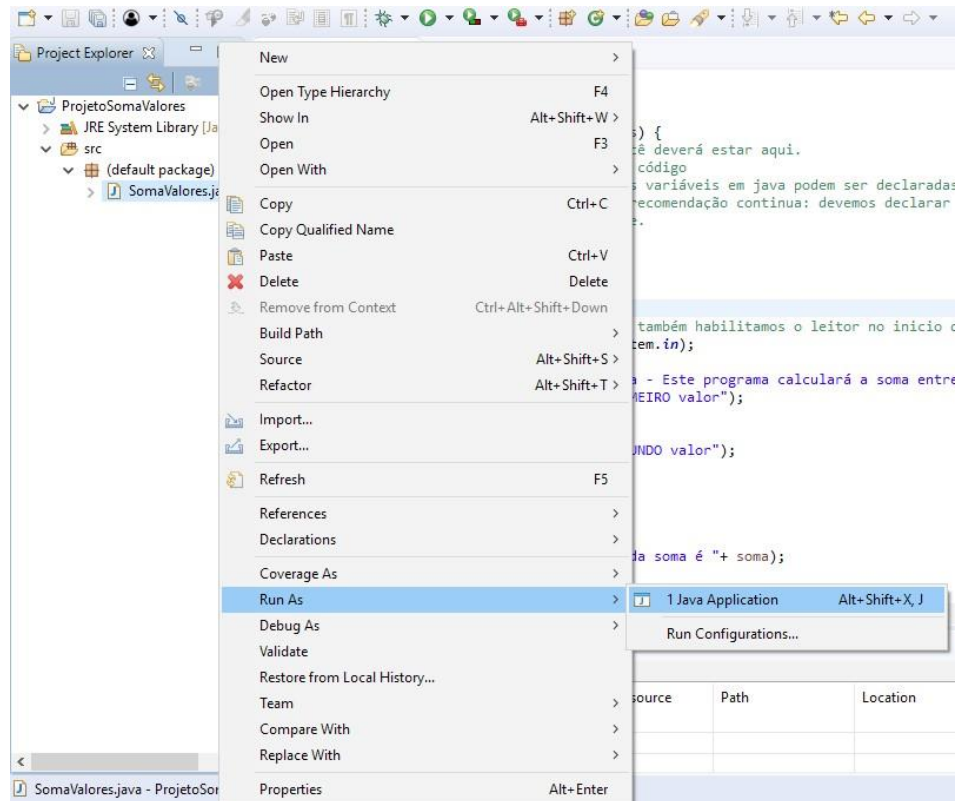 Project Explorer
ProjetoSomaValores
JRE System Library [Ja
src
(default package)
SomaValores.ja
New
Open Type Hierarchy F4
Show In Alt+Shift+W >
Open F3
Open With
Copy Ctrl+C
Copy Qualified Name
Paste Ctrl+V
Delete Delete
Remove from Context Ctrl+Alt+Shift+Down
Build Path
Source Alt+Shift+S >
Refactor Alt+Shift+T >
Import...
Export...
Refresh F5
References
Declarations
Coverage As
Run As
Debug As
Validate
Restore from Local History...
Team
Compare With
Replace With
Properties Alt+Enter
1 Java Application Alt+Shift+X, J
Run Configurations...
s) {
cê deverá estar aqui.
código
s variáveis em java podem ser declaradas
recomendação continua: devemos declarar
e.
também habilitamos o leitor no inicio
tem.in);
a - Este programa calculará a soma entre
MEIRO valor");
UNDO valor");
da soma é "+ soma);
source Path Location
SomaValores.java - ProjetoSor